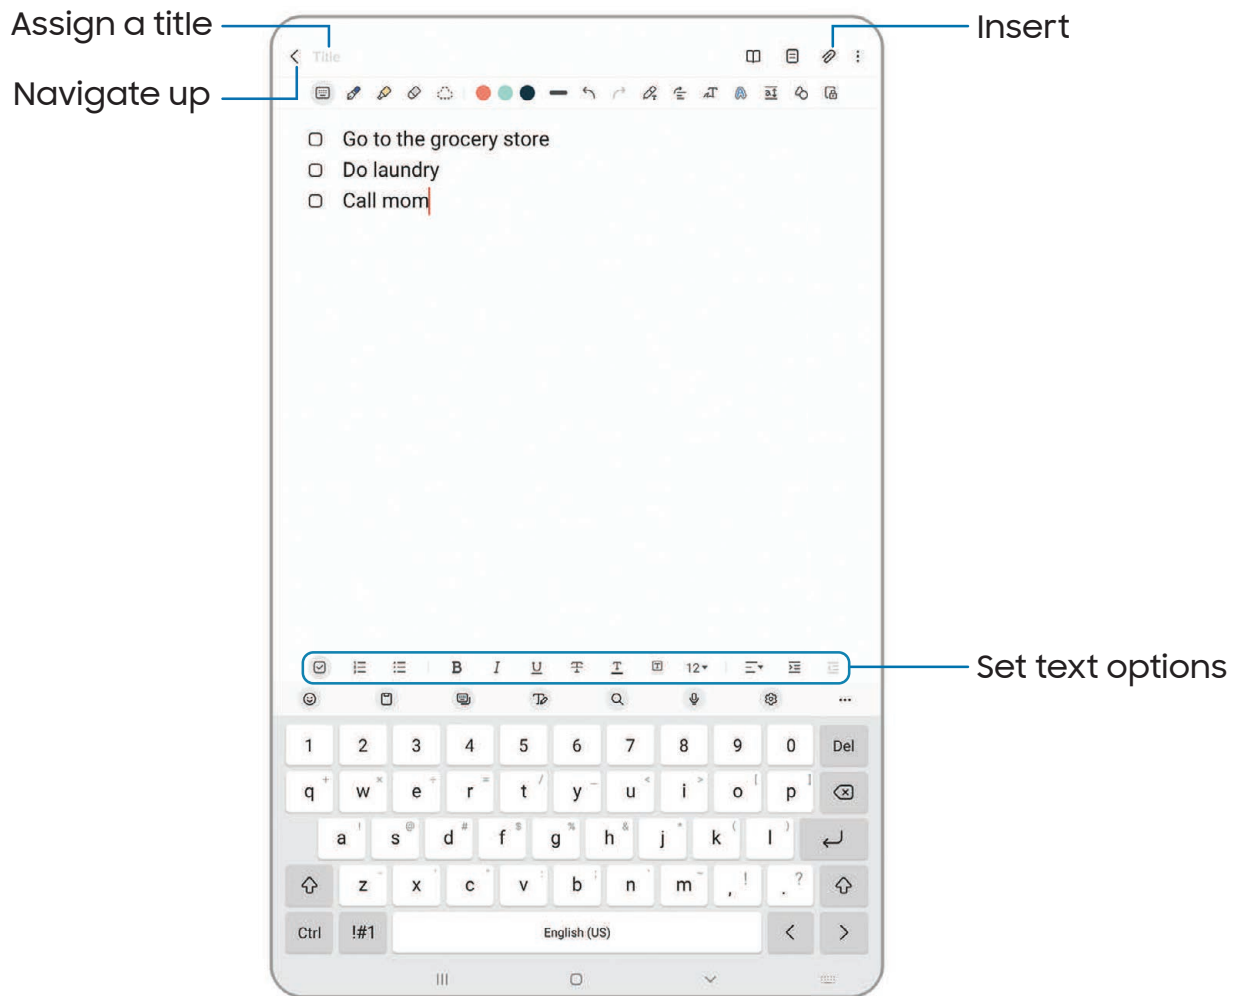 Assign a title
Insert
Title
Navigate up
Go to the grocery store
Do laundry
Call mom
B I U T T T 12
Set text options
1 2 3 4 5 6 7 8 9 0 Del
q w e r t y u i o p
a s d f g h j k l
z x c v b n m , ! . ?
Ctrl !#1 English (US) < >